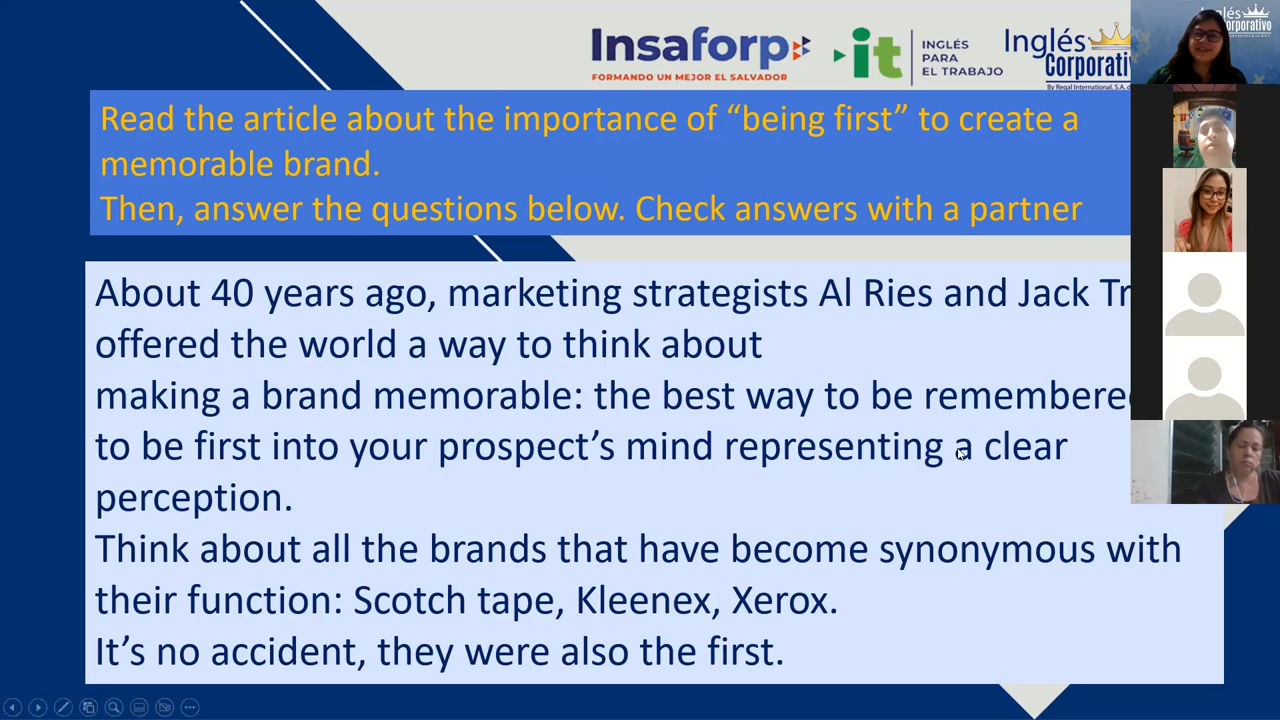 Insaforp
FORMANDO UN MEJOR EL SALVADOR
it
INGLÉS
PARA
EL TRABAJO
Inglés
Corporativ
By Regal International, S.A. d
Read the article about the importance of “being first” to create a
memorable brand.
Then, answer the questions below. Check answers with a partner
About 40 years ago, marketing strategists Al Ries and Jack Tr
offered the world a way to think about
making a brand memorable: the best way to be remembered
to be first into your prospect’s mind representing a clear
perception.
Think about all the brands that have become synonymous with
their function: Scotch tape, Kleenex, Xerox.
It’s no accident, they were also the first.